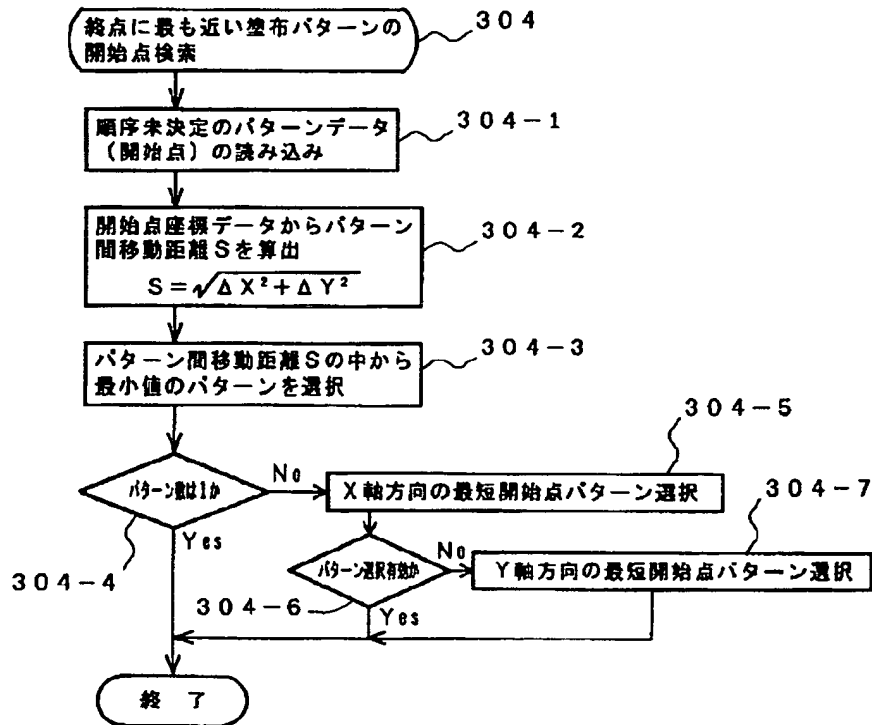 終点に最も近い塗布パターンの
開始点検索
304
順序未決定のパターンデータ
（開始点）の読み込み
304-1
開始点座標データからパターン
間移動距離Sを算出
S=√ΔX²+ΔY²
304-2
パターン間移動距離Sの中から
最小値のパターンを選択
304-3
パターン数は1か
No
Yes
304-4
X軸方向の最短開始点パターン選択
304-5
パターン選択有効か
No
Yes
304-6
Y軸方向の最短開始点パターン選択
304-7
終 了